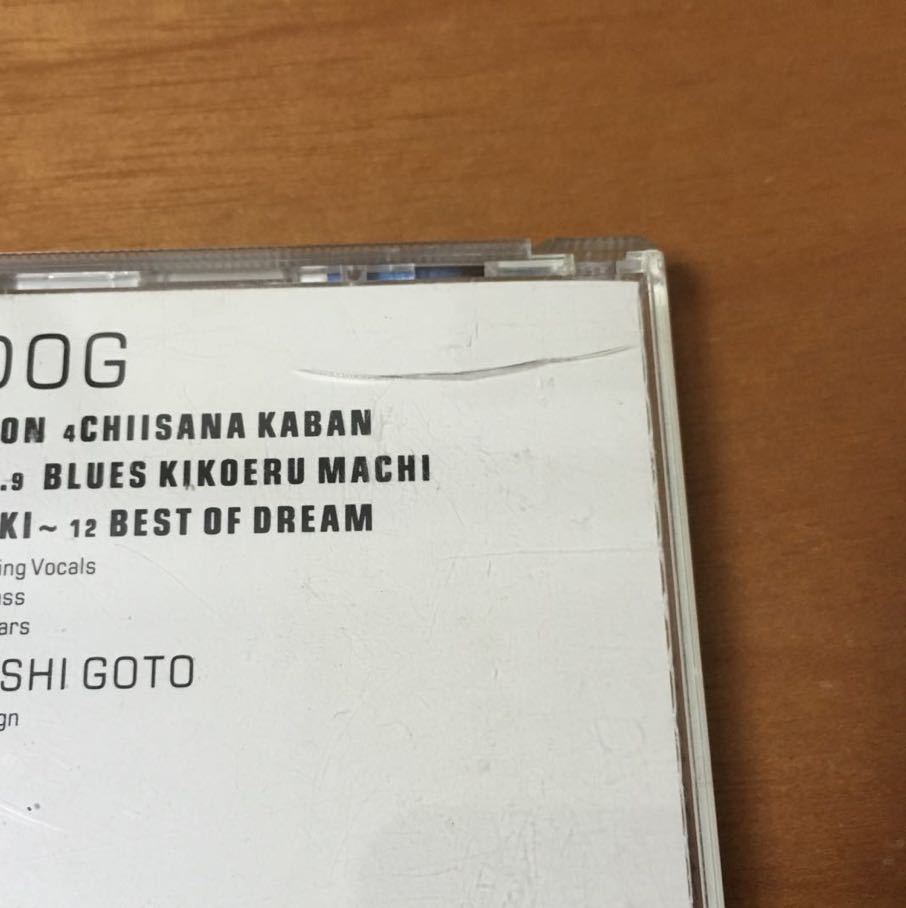 DOG
ON 4CHIISANA KABAN
.9 BLUES KIKOERU MACHI
KI~ 12 BEST OF DREAM
ing Vocals
ass
ars
SHI GOTO
gn